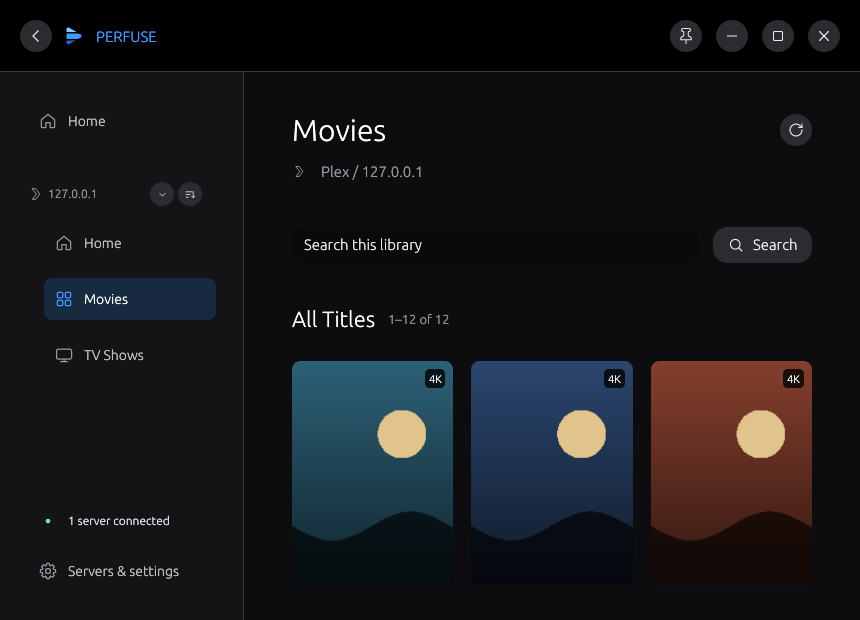 PERFUSE
Home
127.0.0.1
Home
Movies
TV Shows
1 server connected
Servers & settings
Movies
Plex / 127.0.0.1
Search this library
Search
All Titles 1–12 of 12
4K
4K
4K